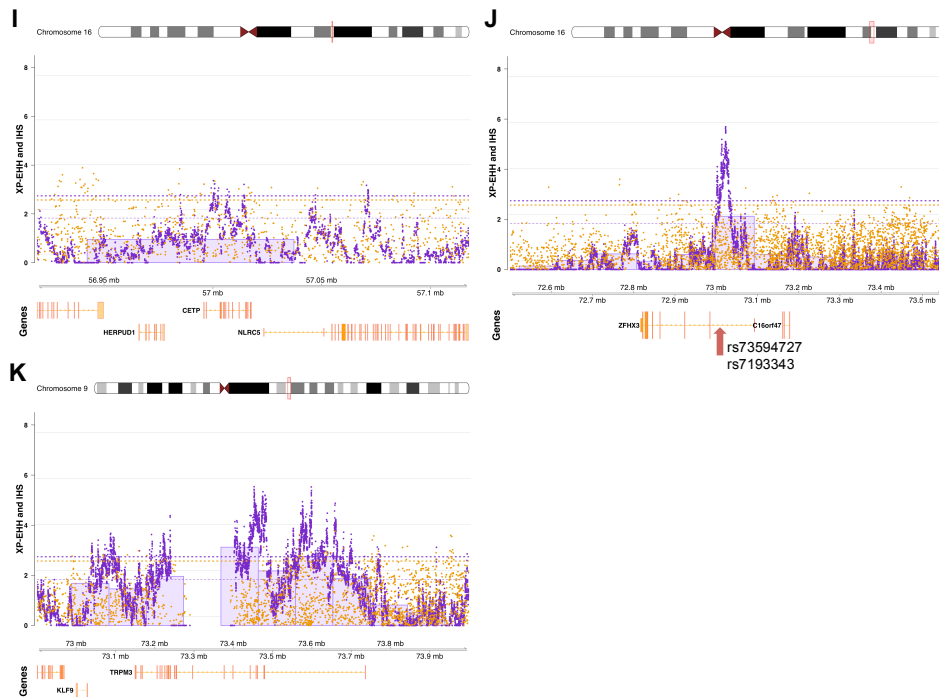 I
Chromosome 16
XP-EHH and IHS
8
6
4
2
0
56.95 mb
57 mb
57.05 mb
57.1 mb
Genes
CETP
HERPUD1
NLRC5
J
Chromosome 16
XP-EHH and IHS
8
6
4
2
0
72.6 mb
72.7 mb
72.8 mb
72.9 mb
73 mb
73.1 mb
73.2 mb
73.3 mb
73.4 mb
73.5 mb
Genes
ZFHX3
C16orf47
rs73594727
rs7193343
K
Chromosome 9
XP-EHH and IHS
8
6
4
2
0
73 mb
73.1 mb
73.2 mb
73.3 mb
73.4 mb
73.5 mb
73.6 mb
73.7 mb
73.8 mb
73.9 mb
Genes
TRPM3
KLF9